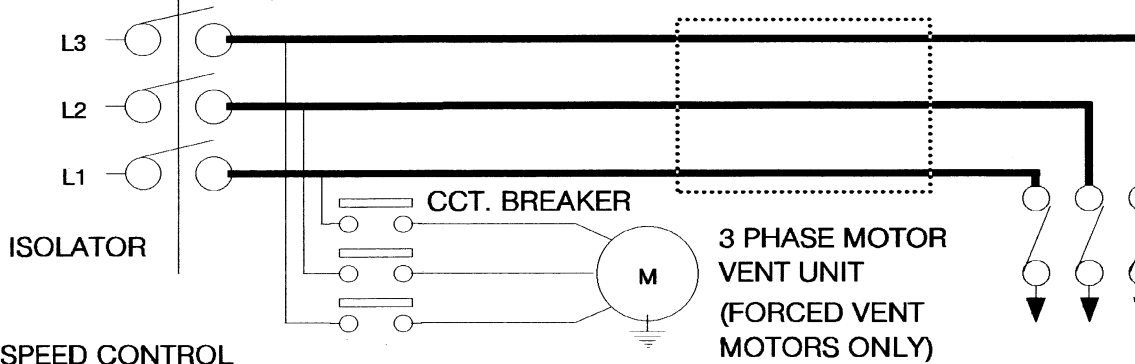 L3
L2
L1
CCT. BREAKER
ISOLATOR
3 PHASE MOTOR
VENT UNIT
M
(FORCED VENT
MOTORS ONLY)
SPEED CONTROL